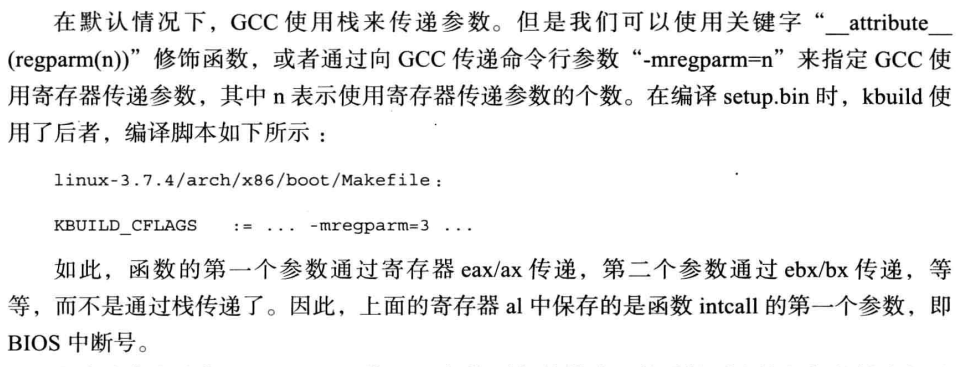 在默认情况下，GCC 使用栈来传递参数。但是我们可以使用关键字“__attribute__
(regparm(n))”修饰函数，或者通过向 GCC 传递命令行参数“-mregparm=n”来指定 GCC 使
用寄存器传递参数，其中 n 表示使用寄存器传递参数的个数。在编译 setup.bin 时，kbuild 使
用了后者，编译脚本如下所示：
linux-3.7.4/arch/x86/boot/Makefile：
KBUILD_CFLAGS := ... -mregparm=3 ...
如此，函数的第一个参数通过寄存器 eax/ax 传递，第二个参数通过 ebx/bx 传递，等
等，而不是通过栈传递了。因此，上面的寄存器 al 中保存的是函数 intcall 的第一个参数，即
BIOS 中断号。